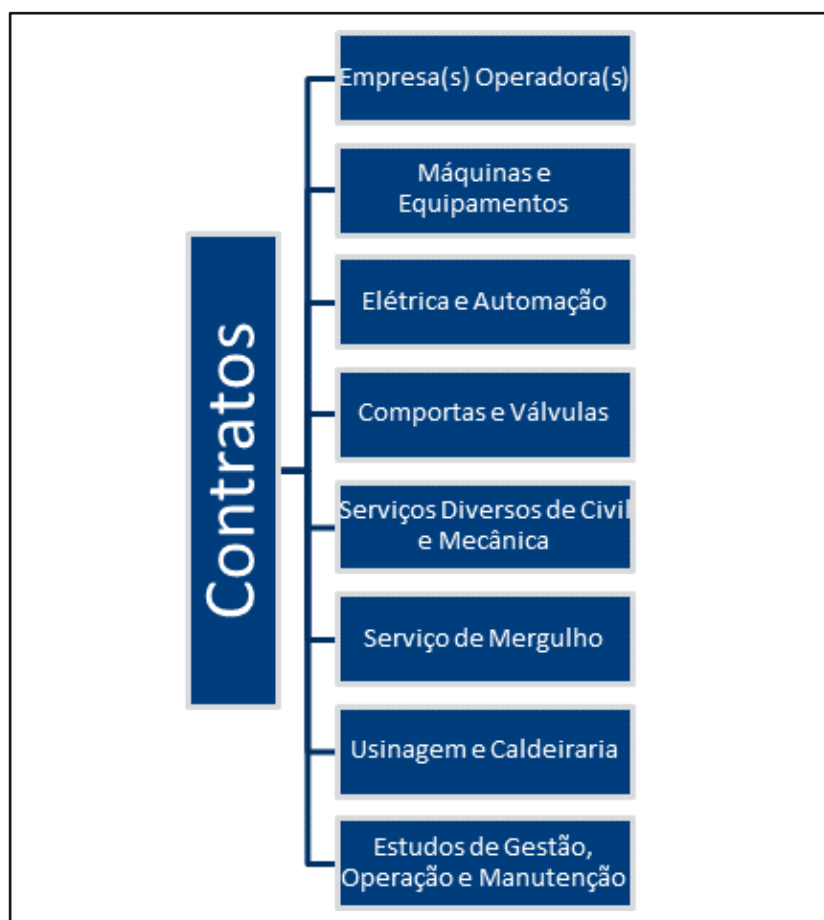 Contratos
Empresa(s) Operadora(s)
Máquinas e
Equipamentos
Elétrica e Automação
Comportas e Válvulas
Serviços Diversos de Civil
e Mecânica
Serviço de Mergulho
Usinagem e Caldeiraria
Estudos de Gestão,
Operação e Manutenção